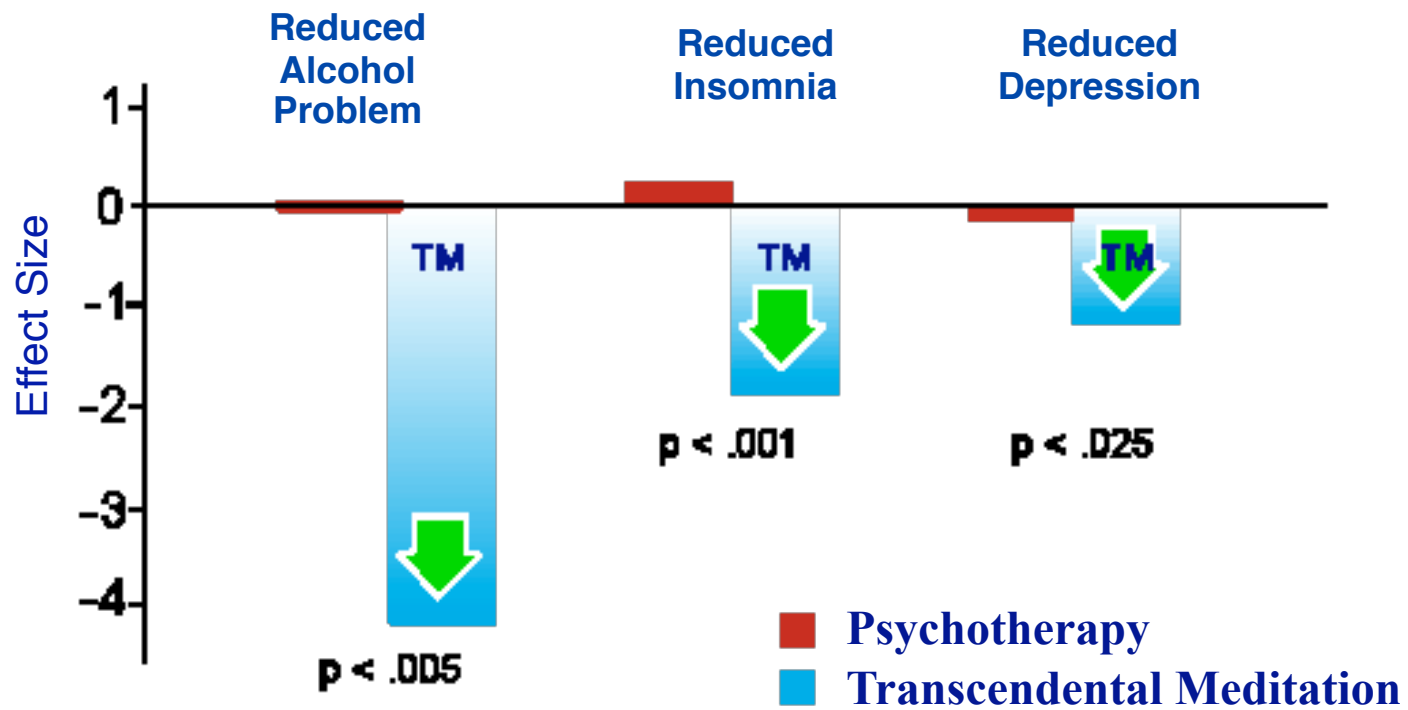 Reduced
Alcohol
Problem
Reduced
Insomnia
Reduced
Depression
Effect Size
1
0
-1
-2
-3
-4
TM
TM
TM
p < .005
p < .001
p < .025
Psychotherapy
Transcendental Meditation